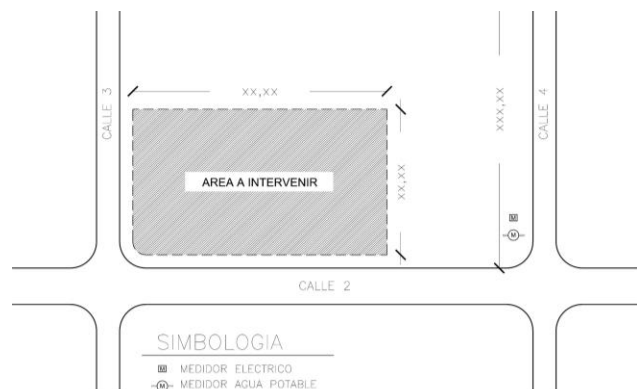 XX,XX
CALLE 3
XXX,XX
CALLE 4
XX,XX
AREA A INTERVENIR
M
M
CALLE 2
SIMBOLOGIA
M MEDIDOR ELECTRICO
M MEDIDOR AGUA POTABLE